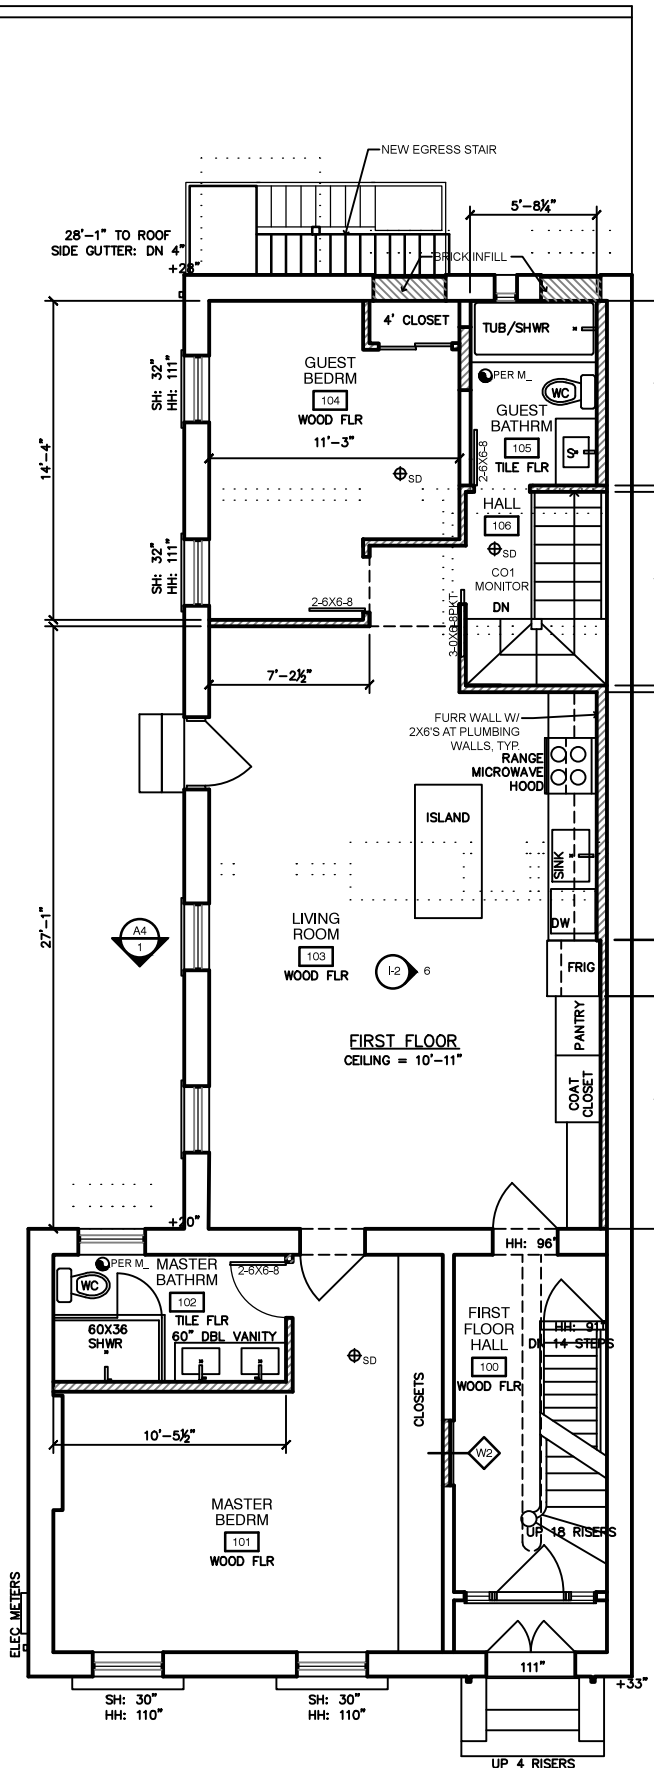 NEW EGRESS STAIR
5'-8¼"
28'-1" TO ROOF
SIDE GUTTER: DN 4"
+28"
BRICK INFILL
4' CLOSET
TUB/SHWR
SH: 32"
HH: 111"
GUEST
BEDRM
104
WOOD FLR
11'-3"
PER M_
WC
GUEST
BATHRM
105
TILE FLR
S
2-6X6-8
14'-4"
SD
HALL
106
SD
CO1
MONITOR
DN
SH: 32"
HH: 111"
2-6X6-8
3-0X6-8PKT
7'-2½"
FURR WALL W/
2X6'S AT PLUMBING
WALLS, TYP.
RANGE
MICROWAVE
HOOD
ISLAND
SINK
DW
27'-1"
A4
1
LIVING
ROOM
103
WOOD FLR
I-2
6
FRIG
PANTRY
FIRST FLOOR
CEILING = 10'-11"
COAT
CLOSET
+20"
HH: 96"
PER M_
MASTER
BATHRM
2-6X6-8
WC
102
TILE FLR
60X36
SHWR
60" DBL VANITY
SD
FIRST
FLOOR
HALL
100
WOOD FLR
HH: 91"
DN 14 STEPS
CLOSETS
10'-5½"
W2
MASTER
BEDRM
101
WOOD FLR
UP 18 RISERS
ELEC METERS
111"
+33"
SH: 30"
HH: 110"
SH: 30"
HH: 110"
UP 4 RISERS